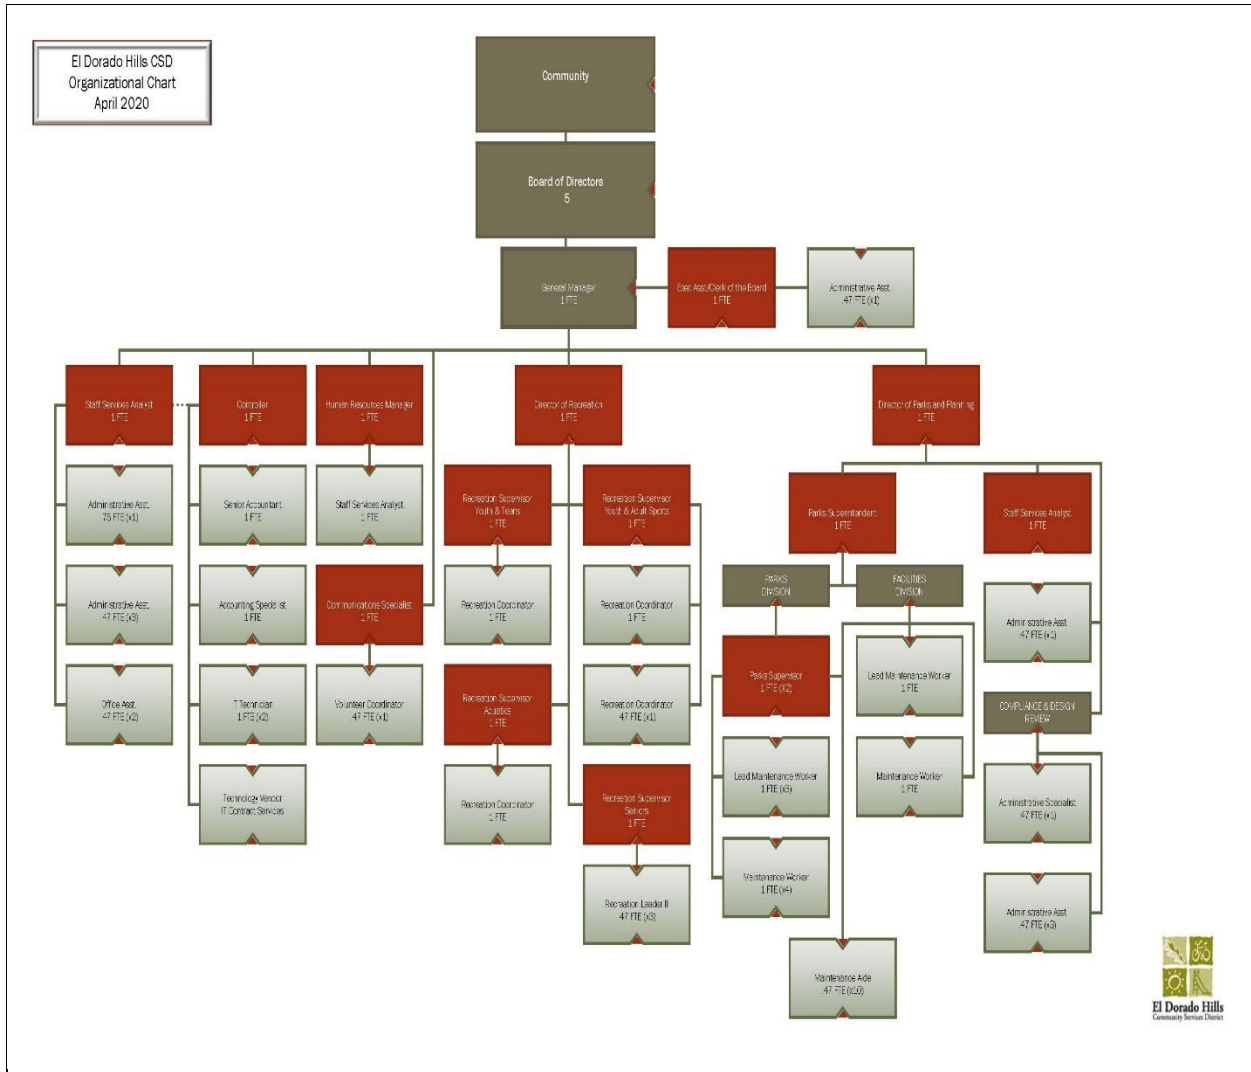 El Dorado Hills CSD
Organizational Chart
April 2020
Community
Board of Directors
5
General Manager
1 FTE
Exec Asst/Clerk of the Board
1 FTE
Administrative Asst.
.47 FTE (x1)
Staff Services Analyst
1 FTE
Controller
1 FTE
Human Resources Manager
1 FTE
Director of Recreation
1 FTE
Director of Parks and Planning
1 FTE
Administrative Asst.
.75 FTE (x1)
Senior Accountant
1 FTE
Staff Services Analyst
1 FTE
Recreation Supervisor
Youth & Teens
1 FTE
Recreation Supervisor
Youth & Adult Sports
1 FTE
Parks Superintendent
1 FTE
Staff Services Analyst
1 FTE
PARKS
DIVISION
FACILITIES
DIVISION
Administrative Asst.
.47 FTE (x3)
Accounting Specialist
1 FTE
Communications Specialist
1 FTE
Recreation Coordinator
1 FTE
Recreation Coordinator
1 FTE
Administrative Asst
.47 FTE (x1)
Parks Supervisor
1 FTE (X2)
Lead Maintenance Worker
1 FTE
Office Asst.
.47 FTE (x2)
IT Technician
1 FTE (x2)
Volunteer Coordinator
.47 FTE (x1)
Recreation Supervisor
Aquatics
1 FTE
Recreation Coordinator
.47 FTE (x1)
COMPLIANCE & DESIGN
REVIEW
Lead Maintenance Worker
1 FTE (x3)
Maintenance Worker
1 FTE
Technology Vendor
IT Contract Services
Recreation Coordinator
1 FTE
Recreation Supervisor
Seniors
1 FTE
Administrative Specialist
.47 FTE (x1)
Maintenance Worker
1 FTE (x4)
Recreation Leader II
.47 FTE (x3)
Administrative Asst
.47 FTE (x3)
Maintenance Aide
.47 FTE (x10)
El Dorado Hills
Community Services District